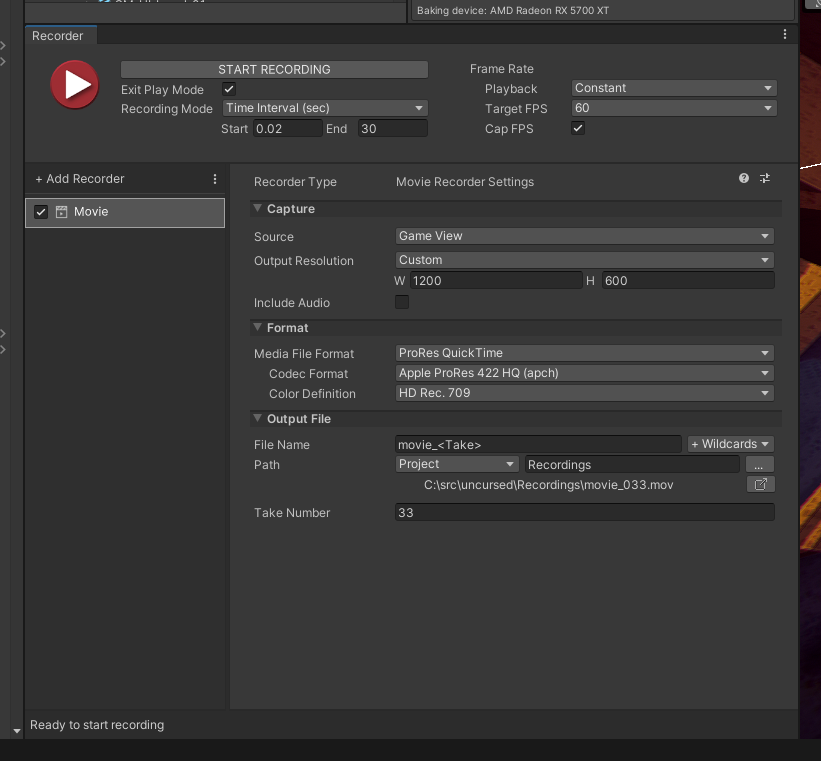 Baking device: AMD Radeon RX 5700 XT
Recorder
START RECORDING
Exit Play Mode
Recording Mode Time Interval (sec)
Start 0.02 End 30
Frame Rate
Playback Constant
Target FPS 60
Cap FPS
+ Add Recorder
Movie
Recorder Type Movie Recorder Settings
Capture
Source Game View
Output Resolution Custom
W 1200 H 600
Include Audio
Format
Media File Format ProRes QuickTime
Codec Format Apple ProRes 422 HQ (apch)
Color Definition HD Rec. 709
Output File
File Name movie_<Take> + Wildcards
Path Project Recordings ...
C:\src\uncursed\Recordings\movie_033.mov
Take Number 33
Ready to start recording